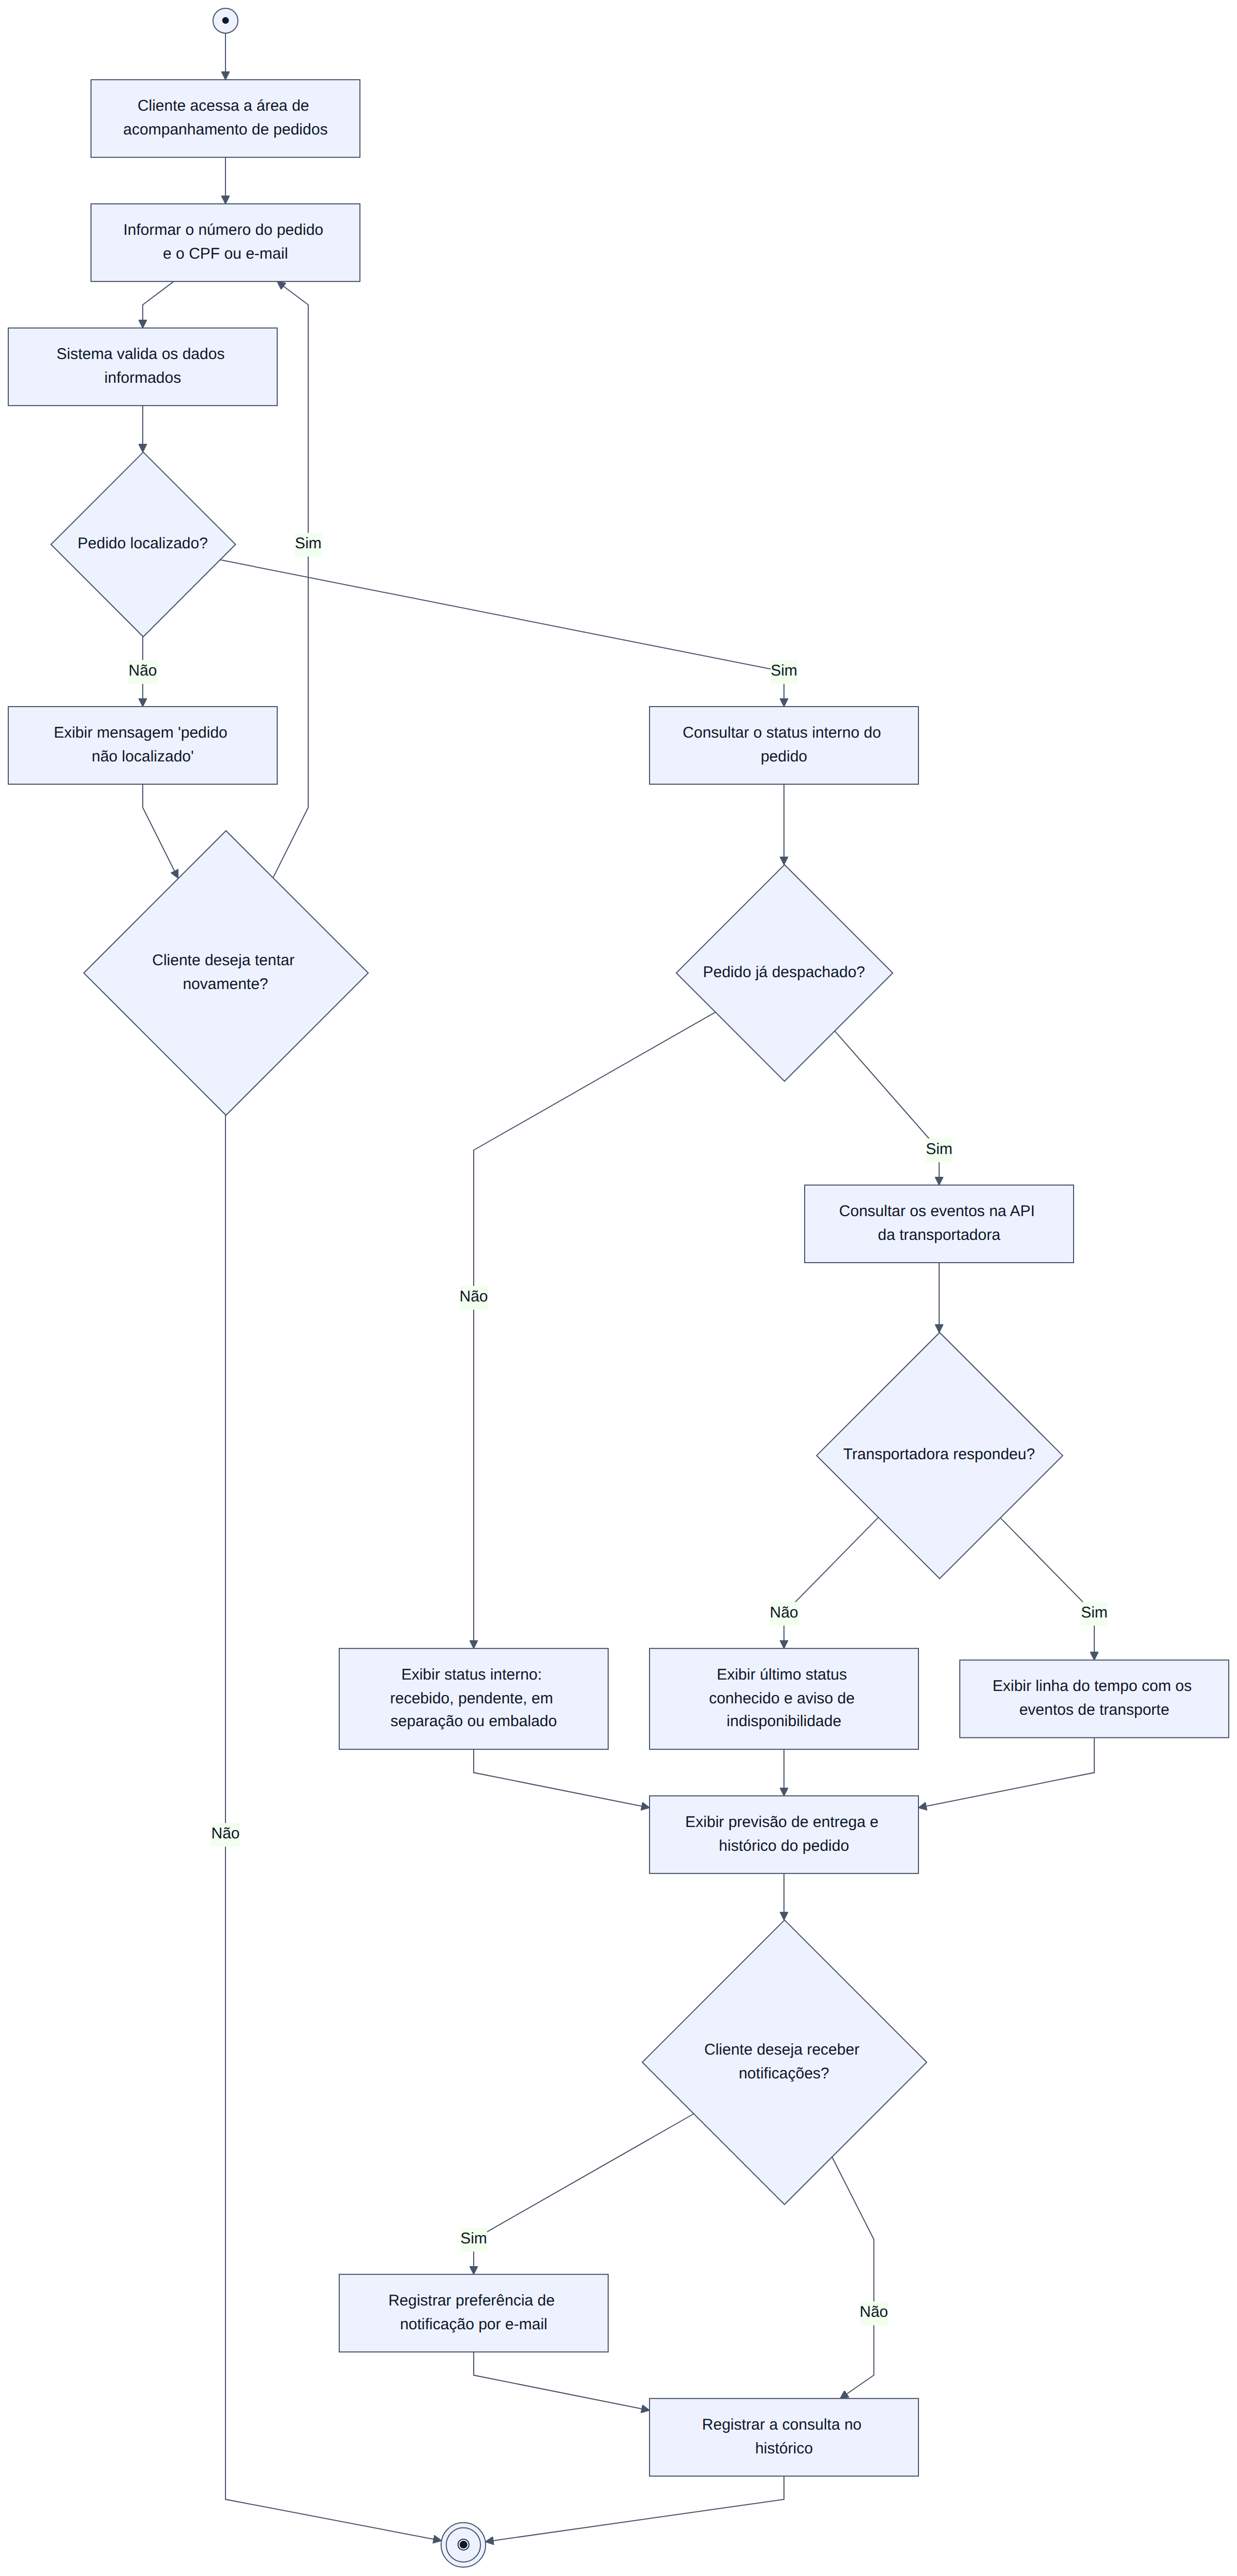 Cliente acessa a área de
acompanhamento de pedidos
Informar o número do pedido
e o CPF ou e-mail
Sistema valida os dados
informados
Pedido localizado?
Sim
Não
Sim
Exibir mensagem 'pedido
não localizado'
Consultar o status interno do
pedido
Cliente deseja tentar
novamente?
Pedido já despachado?
Sim
Consultar os eventos na API
da transportadora
Não
Transportadora respondeu?
Não
Sim
Exibir status interno:
recebido, pendente, em
separação ou embalado
Exibir último status
conhecido e aviso de
indisponibilidade
Exibir linha do tempo com os
eventos de transporte
Não
Exibir previsão de entrega e
histórico do pedido
Cliente deseja receber
notificações?
Sim
Registrar preferência de
notificação por e-mail
Não
Registrar a consulta no
histórico